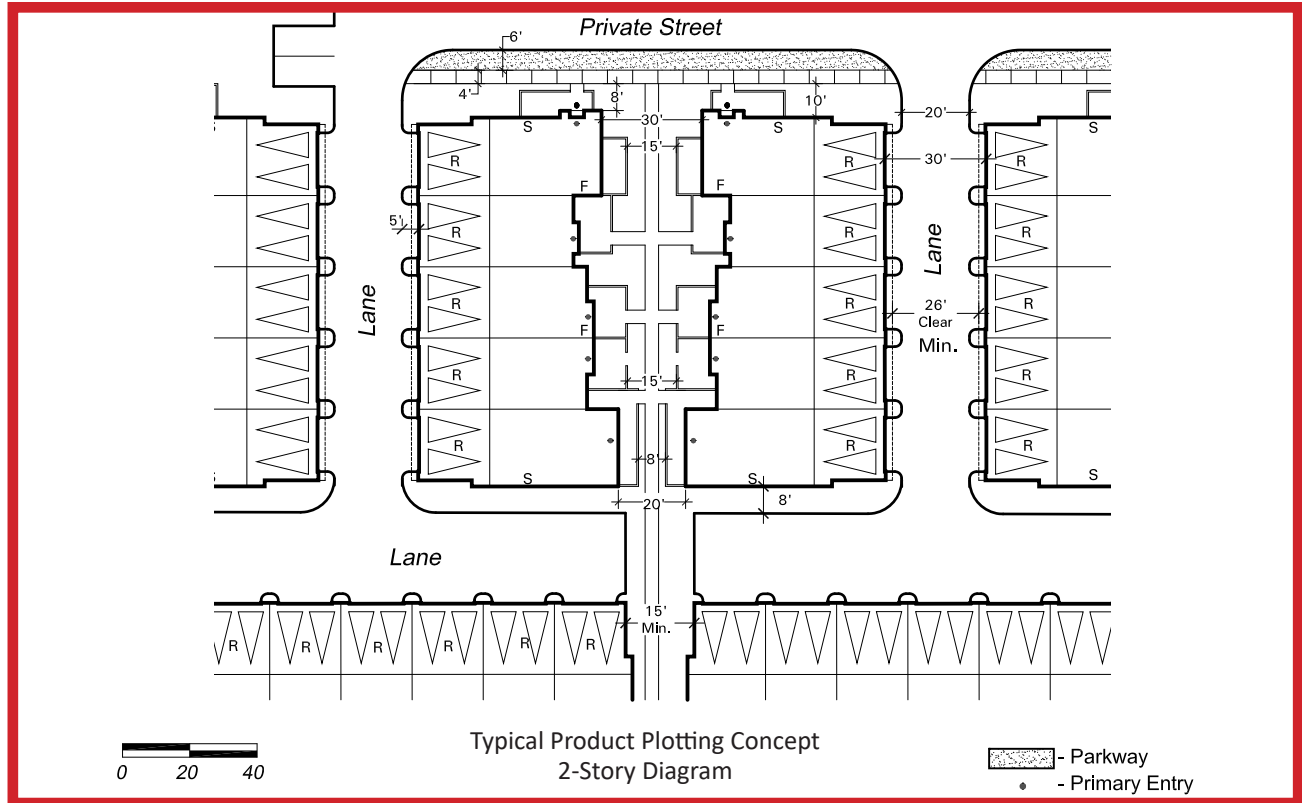 Private Street
6'
4'
8'
10'
20'
S
30'
S
S
15'
30'
R
R
R
R
F
F
5'
R
R
R
R
Lane
Lane
26'
Clear
Min.
R
F
F
R
R
R
15'
R
R
R
R
R
R
R
R
8'
S
S
S
S
20'
8'
Lane
15'
Min.
R
R
R
R
R
R
Typical Product Plotting Concept
2-Story Diagram
0 20 40
- Parkway
- Primary Entry